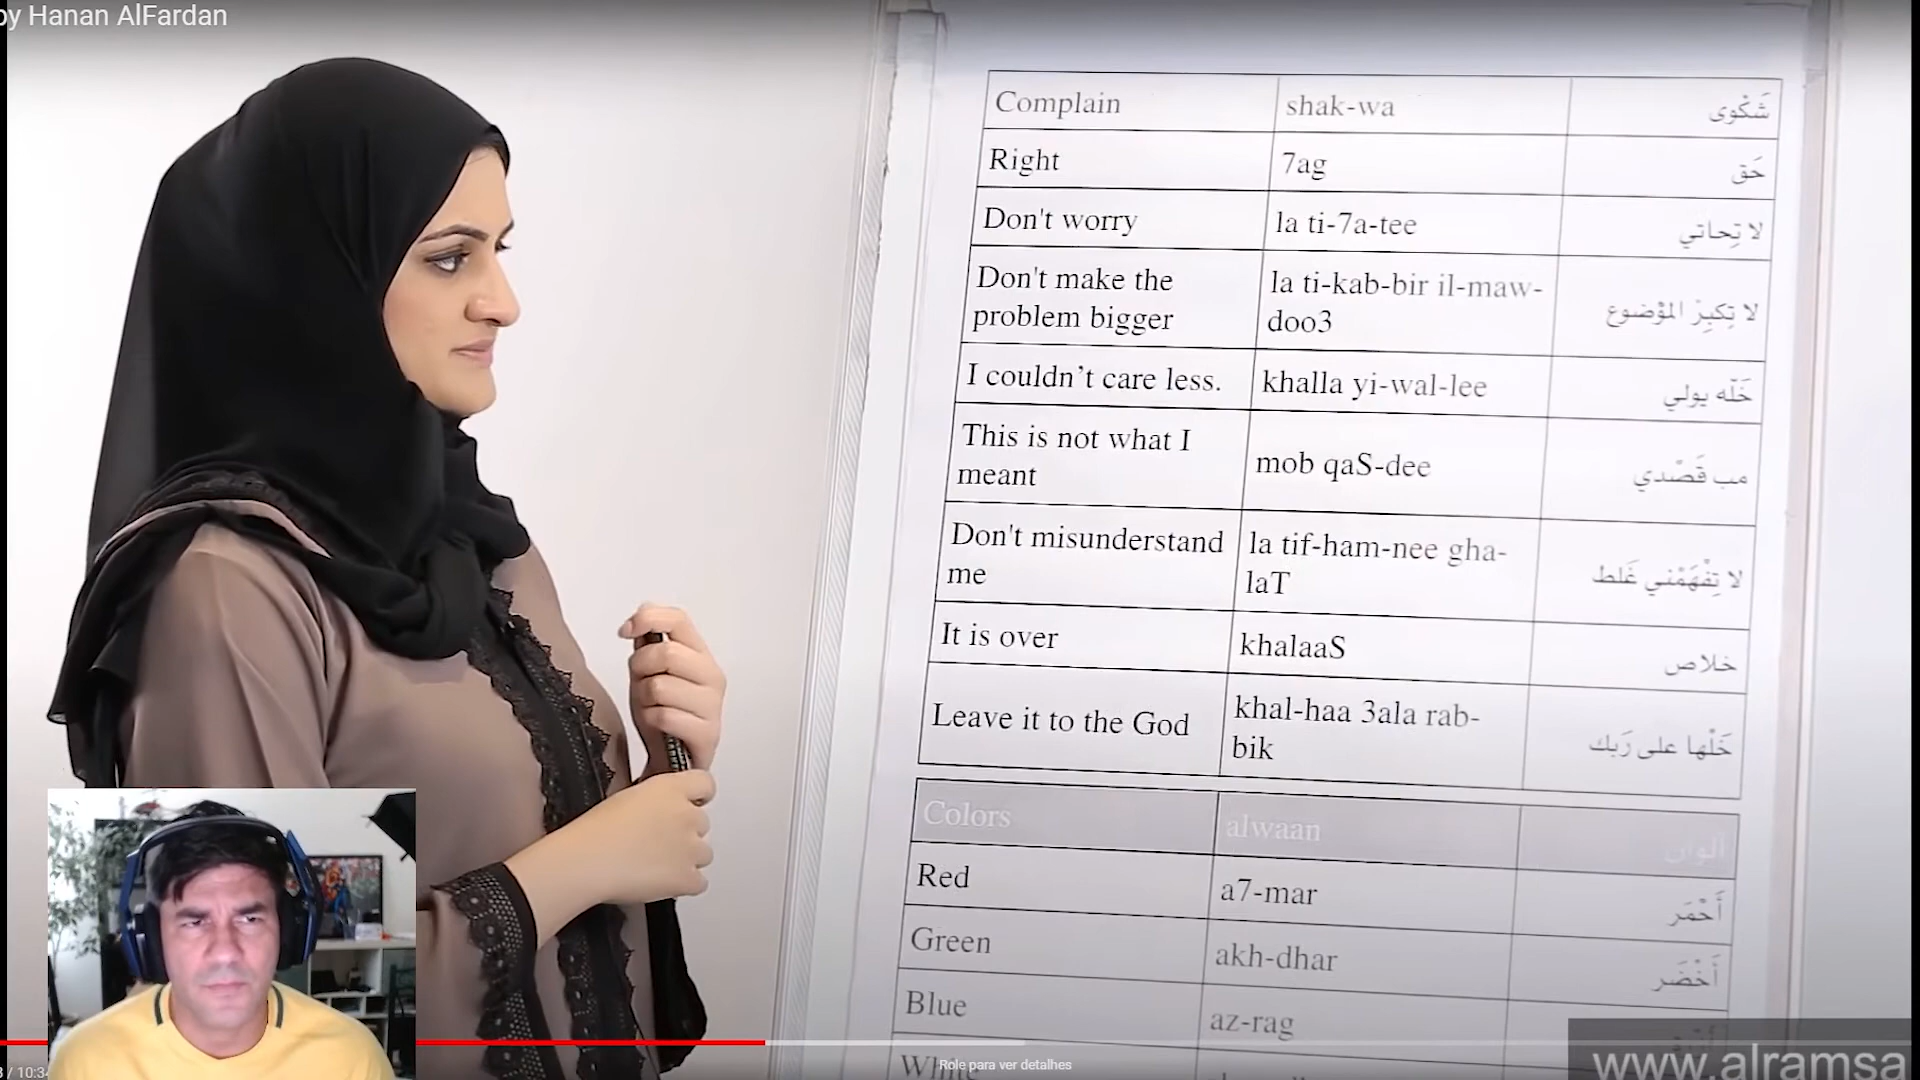 by Hanan AlFardan
Complain shak-wa شَكْوى
Right 7ag حَق
Don't worry la ti-7a-tee لا تِحاتي
Don't make the la ti-kab-bir il-maw- لا تِكبِرْ المَوْضوع
problem bigger doo3
I couldn't care less. khalla yi-wal-lee خَلّه يولي
This is not what I mob qaS-dee مب قَصْدي
meant
Don't misunderstand la tif-ham-nee gha- لا تِفْهَمْني غَلط
me laT
It is over khalaaS خلاص
Leave it to the God khal-haa 3ala rab- خَلْها على رَبك
bik
Colors alwaan ألوان
Red a7-mar أَحْمَر
Green akh-dhar أَخْضَر
Blue az-rag
www.alramsa
/ 10:34
Role para ver detalhes